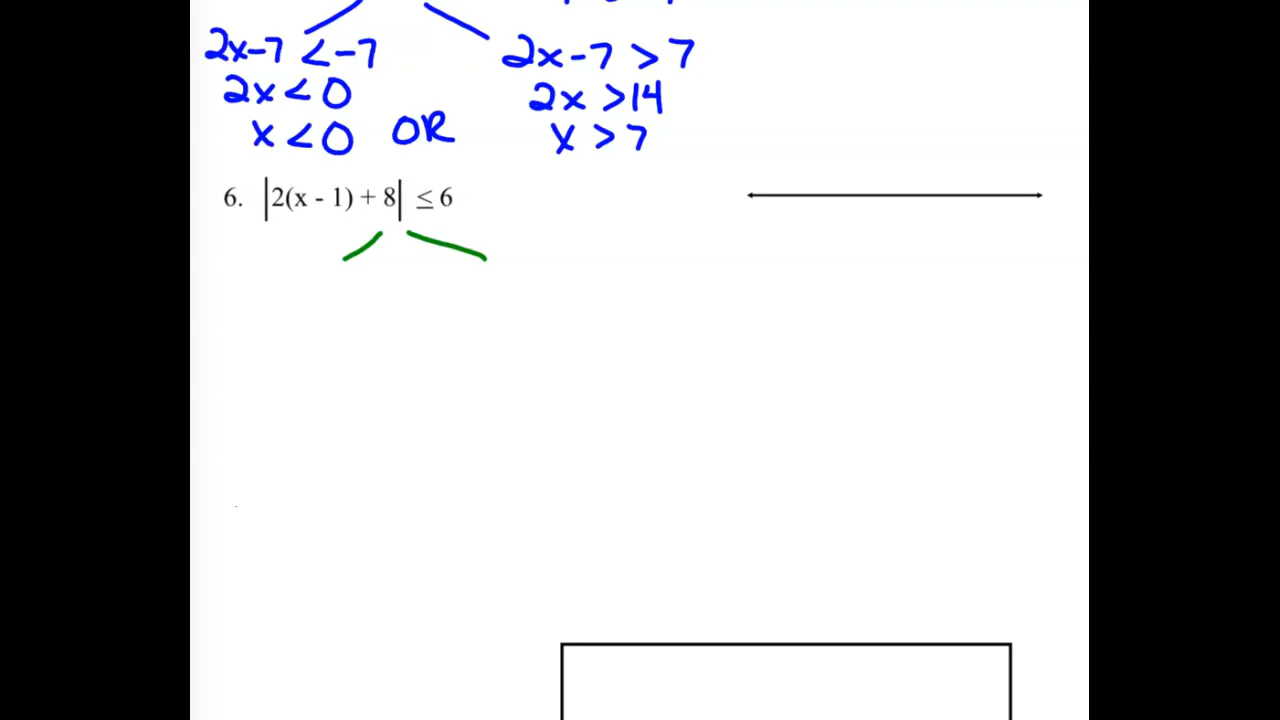 2x-7 < -7 2x-7 > 7
2x < 0 2x > 14
x < 0 OR x > 7
6. |2(x - 1) + 8| ≤ 6